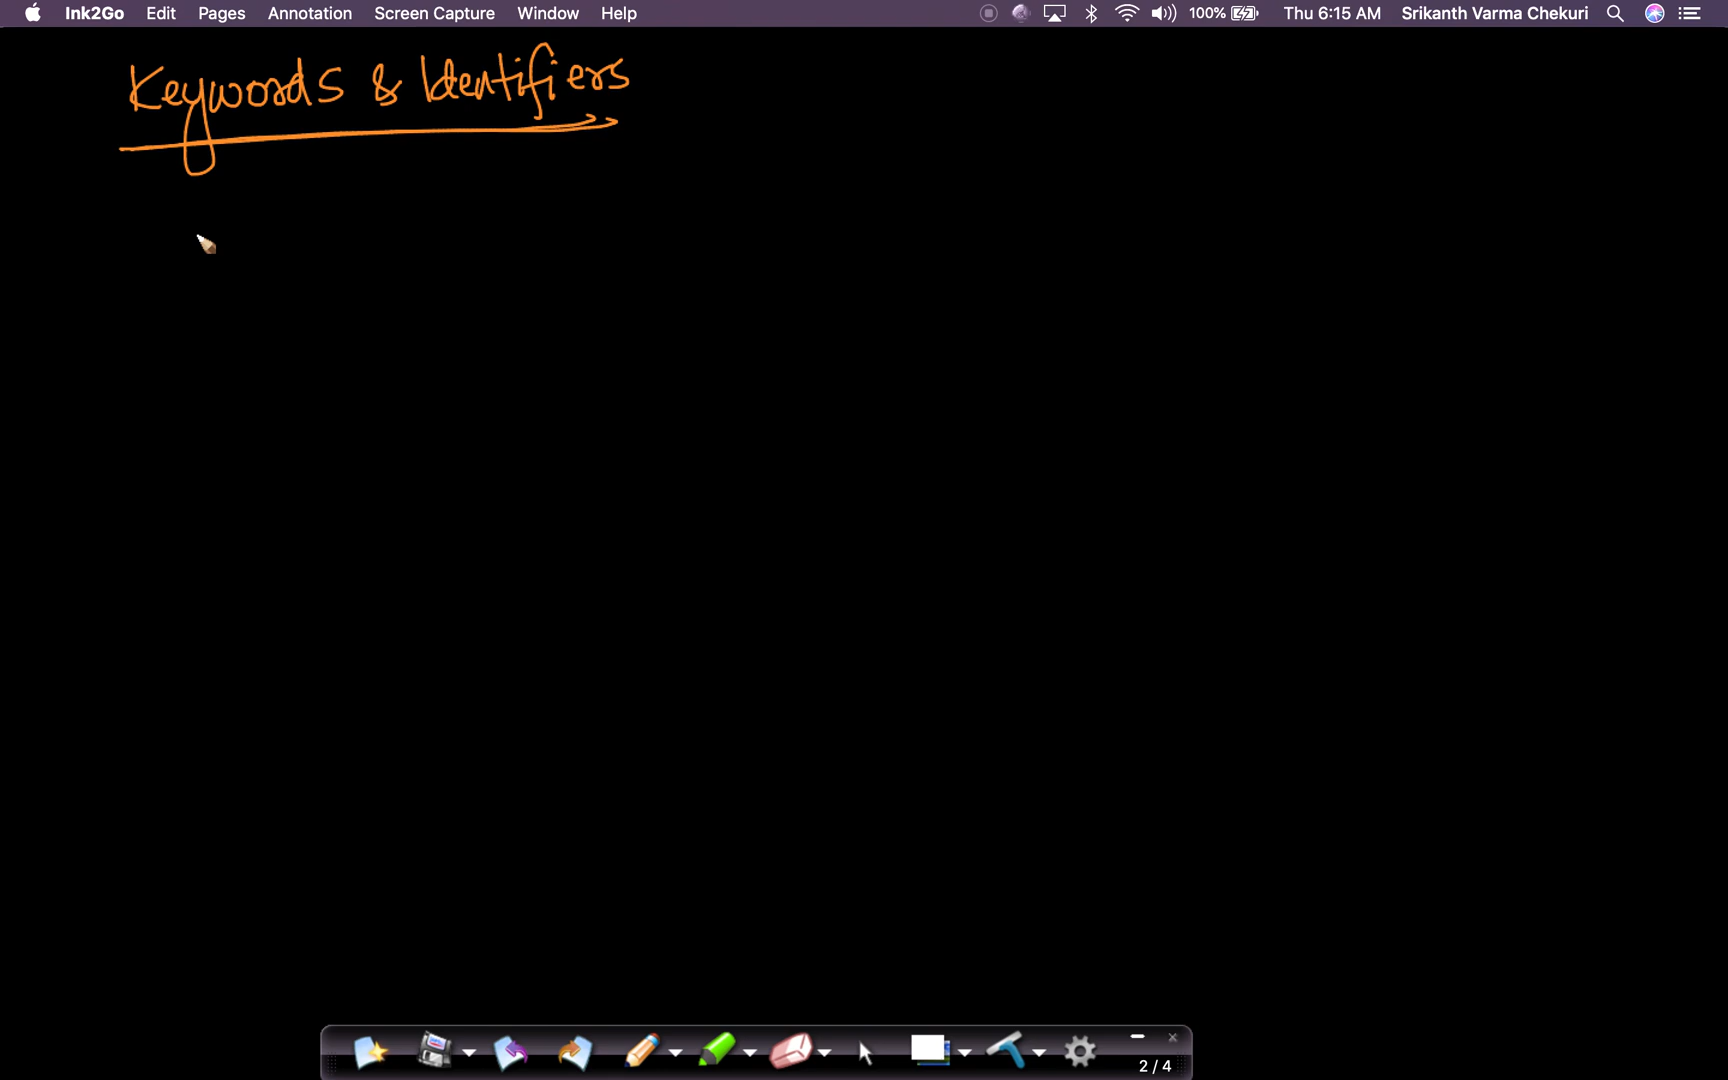 Ink2Go Edit Pages Annotation Screen Capture Window Help 100% Thu 6:15 AM Srikanth Varma Chekuri
Keywords & Identifiers
2 / 4